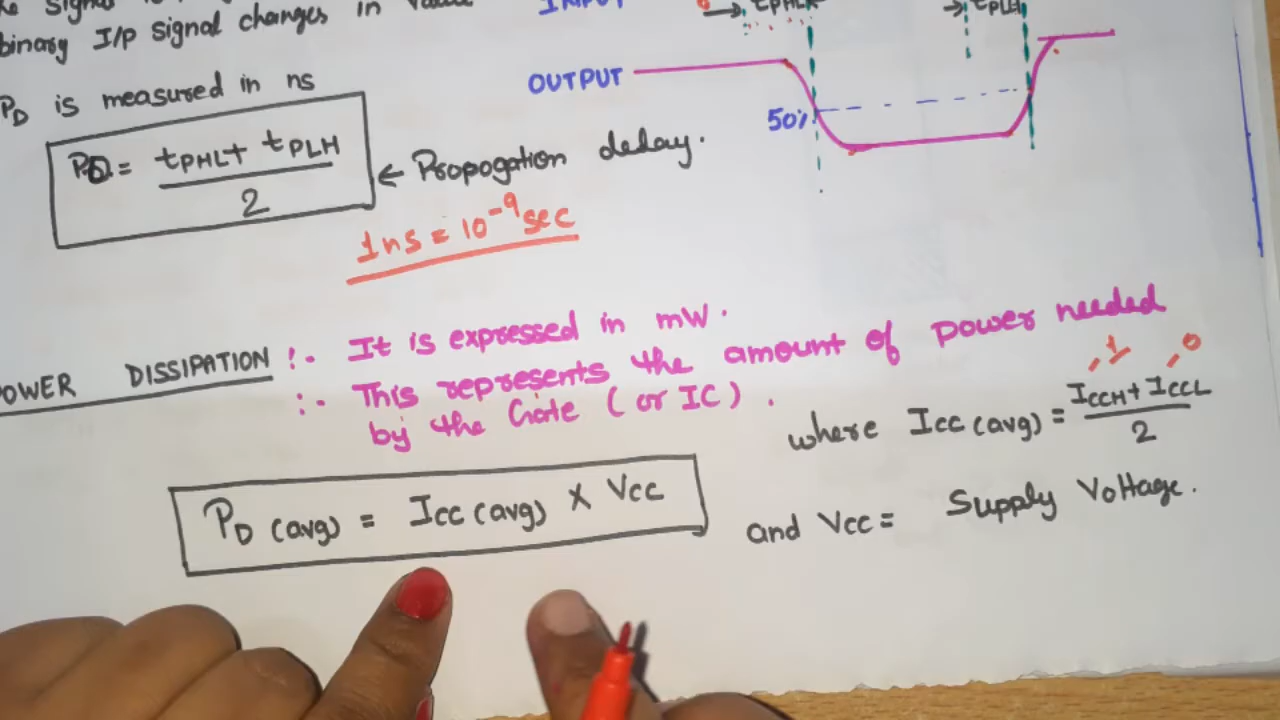 signal is
binary I/p signal changes in value
PD is measured in ns
PD = tPHL + tPLH / 2
← Propogation delay.
1ns = 10⁻⁹ sec
INPUT
tPHL
tPLH
OUTPUT
50%
POWER DISSIPATION :- It is expressed in mW.
:- This represents the amount of power needed
by the Gate (or IC).
1 0
where Icc (avg) = ICCH + ICCL / 2
PD (avg) = Icc (avg) X Vcc
and Vcc = Supply Voltage.